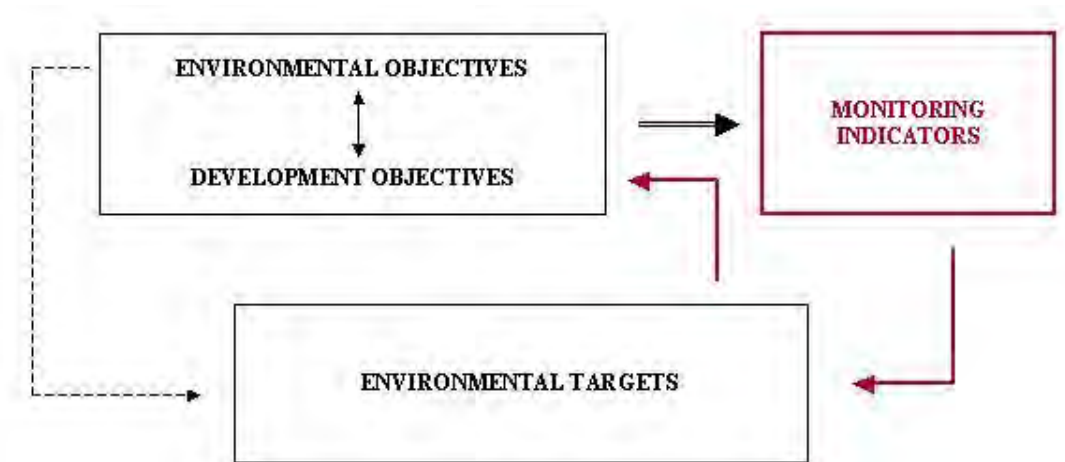 ENVIRONMENTAL OBJECTIVES
DEVELOPMENT OBJECTIVES
MONITORING
INDICATORS
ENVIRONMENTAL TARGETS